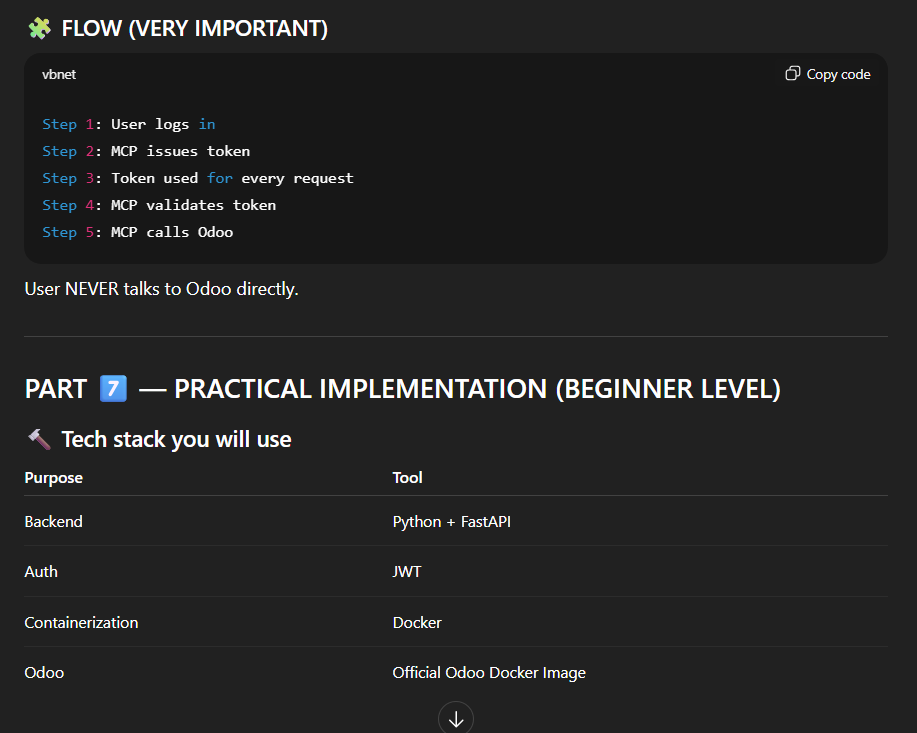 🧩 FLOW (VERY IMPORTANT)
vbnet
Copy code
Step 1: User logs in
Step 2: MCP issues token
Step 3: Token used for every request
Step 4: MCP validates token
Step 5: MCP calls Odoo
User NEVER talks to Odoo directly.
PART 7️⃣ — PRACTICAL IMPLEMENTATION (BEGINNER LEVEL)
🔨 Tech stack you will use
Purpose Tool
Backend Python + FastAPI
Auth JWT
Containerization Docker
Odoo Official Odoo Docker Image